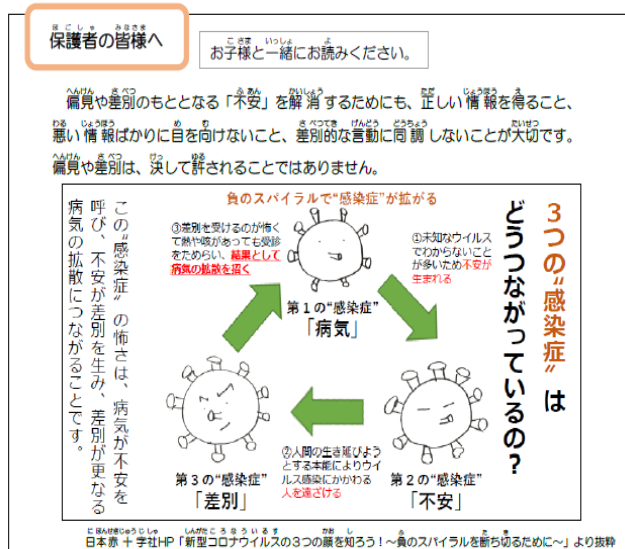 保護者の皆様へ
お子様と一緒にお読みください。
偏見や差別のもととなる「不安」を解消するためにも、正しい情報を得ること、
悪い情報ばかりに目を向けないこと、差別的な言動に同調しないことが大切です。
偏見や差別は、決して許されることではありません。
3つの〝感染症〟は
どうつながっているの？
負のスパイラルで“感染症”が拡がる
①未知なウイルス
でわからないこと
が多いため不安が
生まれる
第1の“感染症”
「病気」
②人間の生き延びよう
とする本能によりウイ
ルス感染にかかわる
人を遠ざける
第2の“感染症”
「不安」
③差別を受けるのが怖く
て熱や咳があっても受診
をためらい、結果として
病気の拡散を招く
第3の“感染症”
「差別」
この〝感染症〟の怖さは、病気が不安を
呼び、不安が差別を生み、差別が更なる
病気の拡散につながることです。
日本赤十字社HP「新型コロナウイルスの3つの顔を知ろう！～負のスパイラルを断ち切るために～」より抜粋